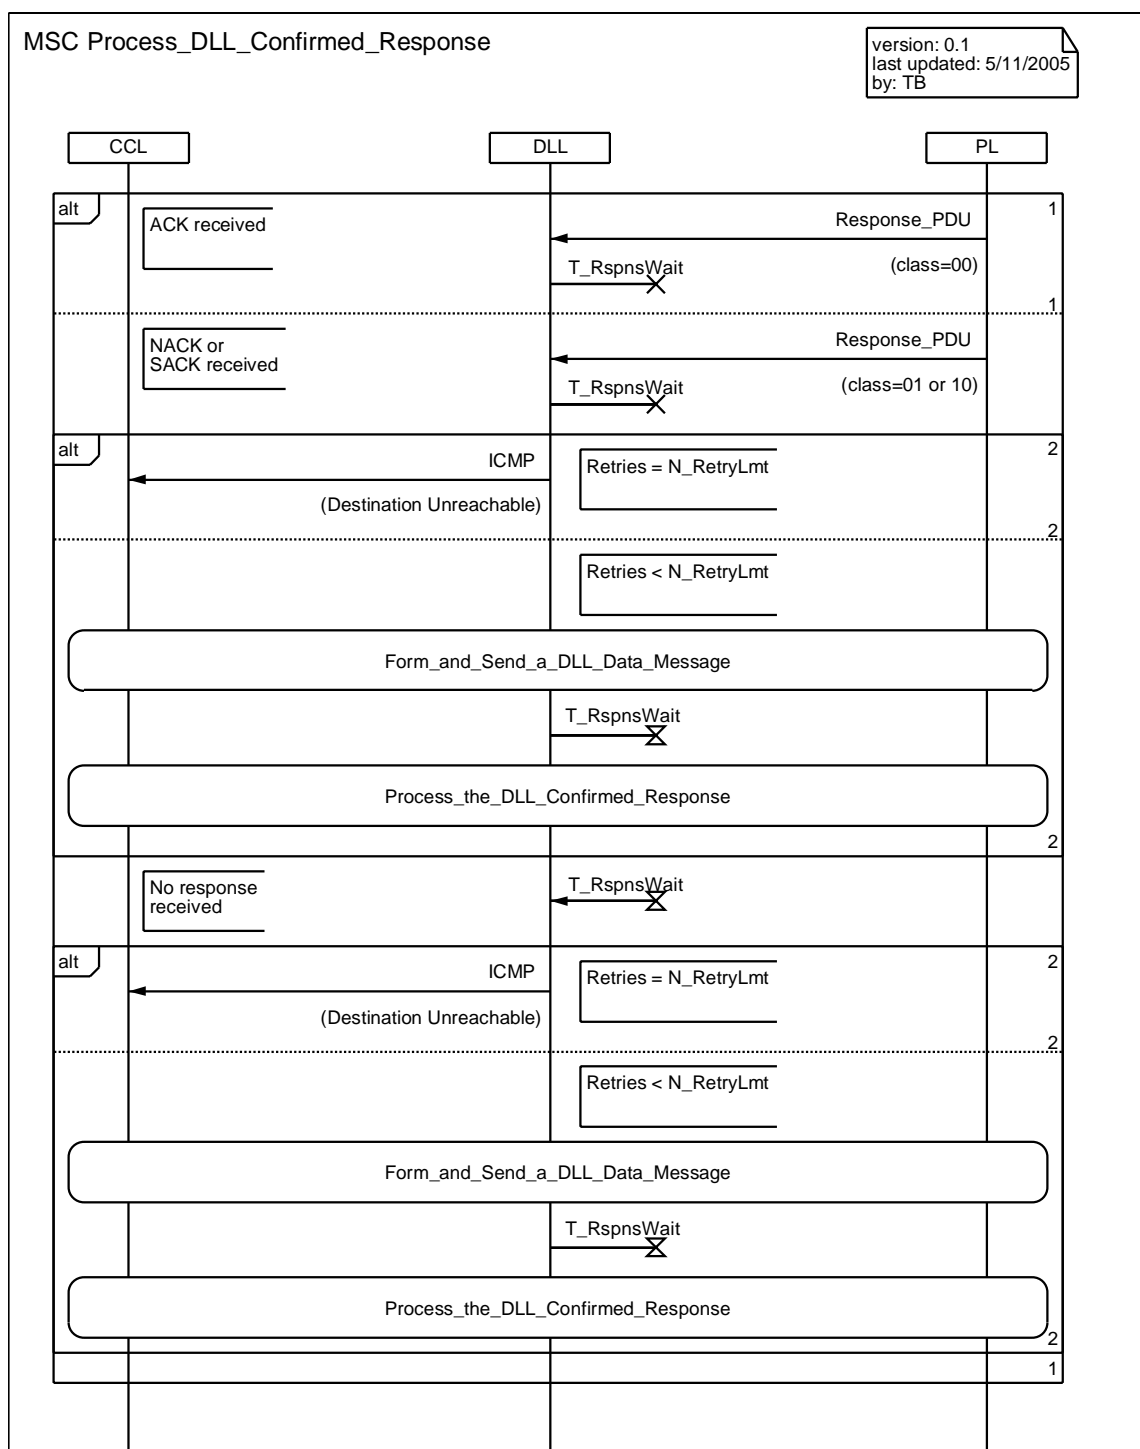 MSC Process_DLL_Confirmed_Response
version: 0.1
last updated: 5/11/2005
by: TB
CCL
DLL
PL
alt
1
ACK received
Response_PDU
T_RspnsWait
(class=00)
1
NACK or
SACK received
Response_PDU
T_RspnsWait
(class=01 or 10)
alt
2
ICMP
Retries = N_RetryLmt
(Destination Unreachable)
2
Retries < N_RetryLmt
Form_and_Send_a_DLL_Data_Message
T_RspnsWait
Process_the_DLL_Confirmed_Response
2
No response
received
T_RspnsWait
alt
2
ICMP
Retries = N_RetryLmt
(Destination Unreachable)
2
Retries < N_RetryLmt
Form_and_Send_a_DLL_Data_Message
T_RspnsWait
Process_the_DLL_Confirmed_Response
2
1